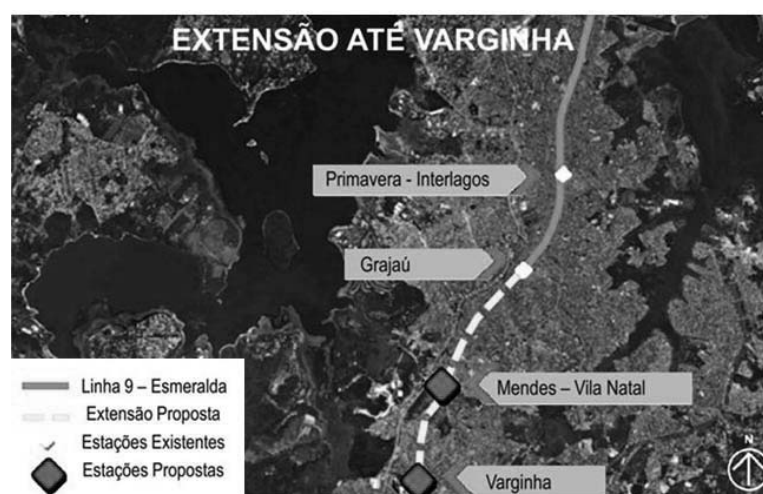 EXTENSÃO ATÉ VARGINHA
Primavera - Interlagos
Grajaú
Mendes – Vila Natal
Varginha
Linha 9 – Esmeralda
Extensão Proposta
Estações Existentes
Estações Propostas
N